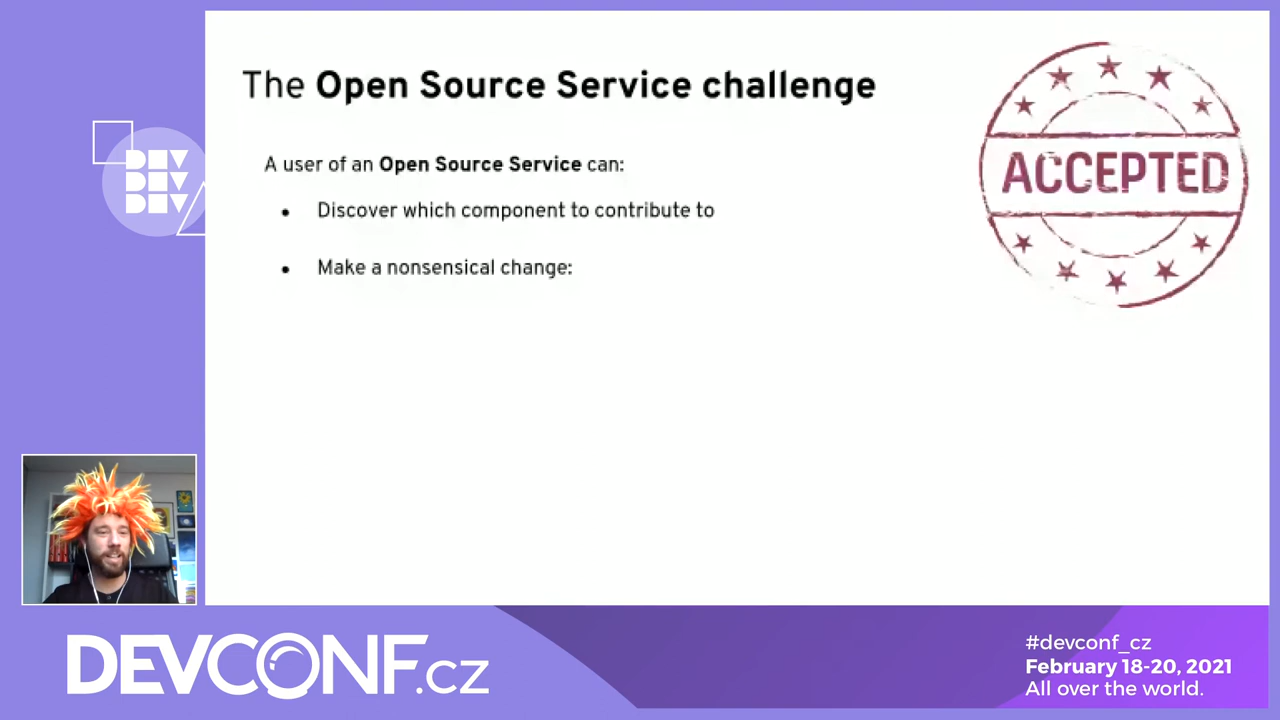 The Open Source Service challenge
ACCEPTED
A user of an Open Source Service can:
• Discover which component to contribute to
• Make a nonsensical change:
DEV
DEV
DEV
DEVCONF.cz
#devconf_cz
February 18-20, 2021
All over the world.